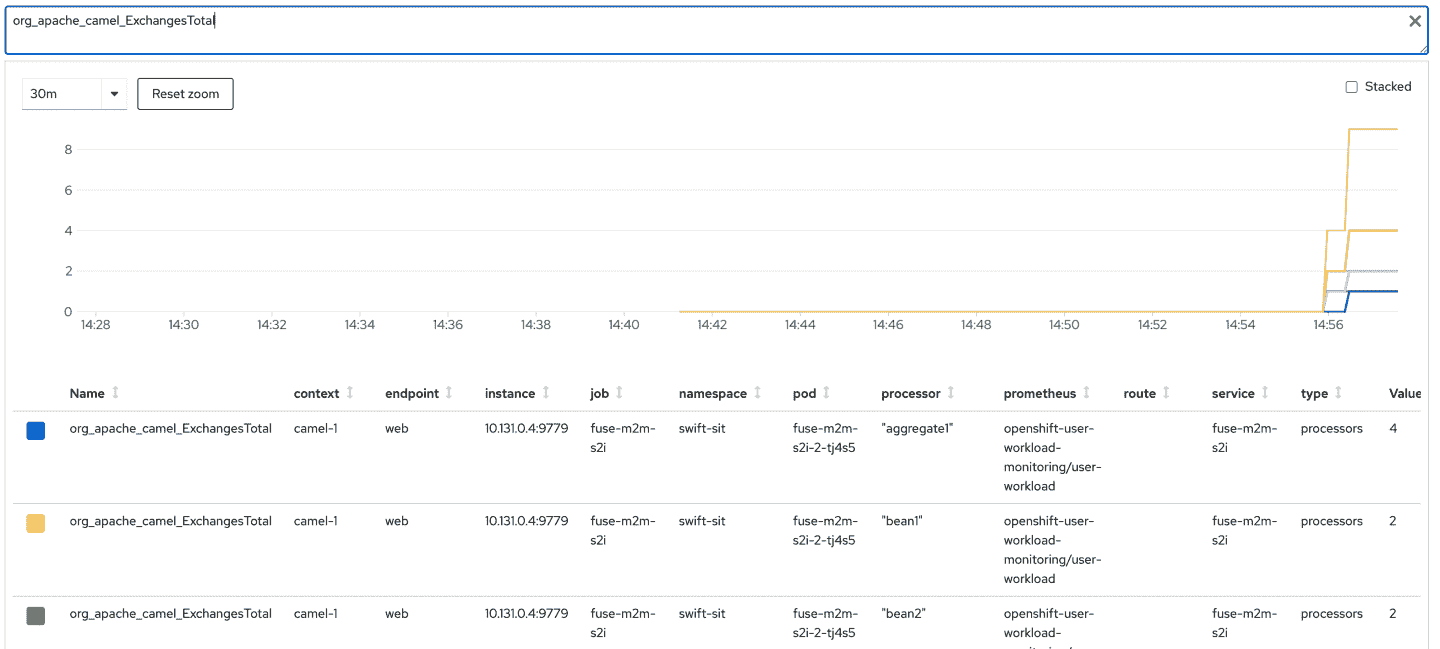 org_apache_camel_ExchangesTotal
30m Reset zoom Stacked
8
6
4
2
0
14:28 14:30 14:32 14:34 14:36 14:38 14:40 14:42 14:44 14:46 14:48 14:50 14:52 14:54 14:56
Name context endpoint instance job namespace pod processor prometheus route service type Value
org_apache_camel_ExchangesTotal camel-1 web 10.131.0.4:9779 fuse-m2m- swift-sit fuse-m2m- "aggregate1" openshift-user- fuse-m2m- processors 4
s2i s2i-2-tj4s5 workload- s2i
monitoring/user-
workload
org_apache_camel_ExchangesTotal camel-1 web 10.131.0.4:9779 fuse-m2m- swift-sit fuse-m2m- "bean1" openshift-user- fuse-m2m- processors 2
s2i s2i-2-tj4s5 workload- s2i
monitoring/user-
workload
org_apache_camel_ExchangesTotal camel-1 web 10.131.0.4:9779 fuse-m2m- swift-sit fuse-m2m- "bean2" openshift-user- fuse-m2m- processors 2
s2i s2i-2-tj4s5 workload- s2i